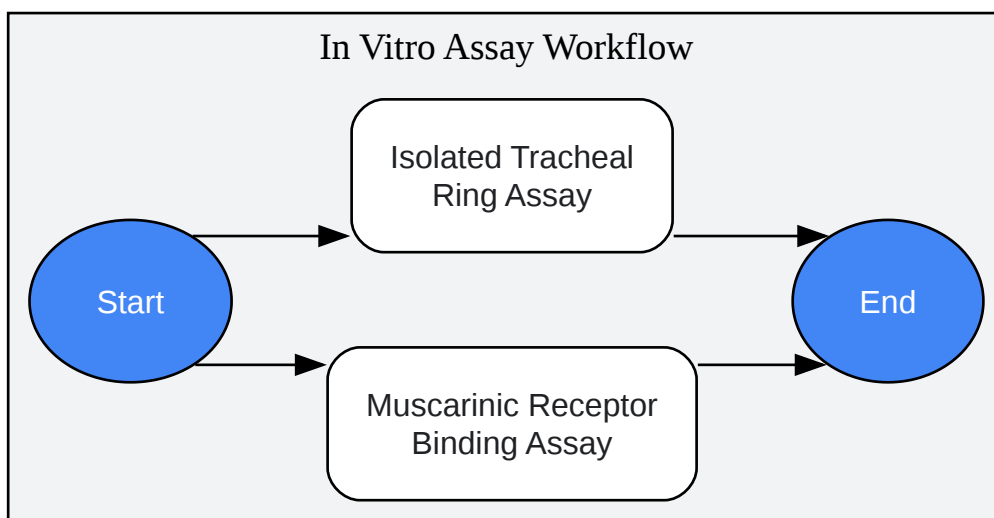 In Vitro Assay Workflow
Isolated Tracheal
Ring Assay
Start
End
Muscarinic Receptor
Binding Assay